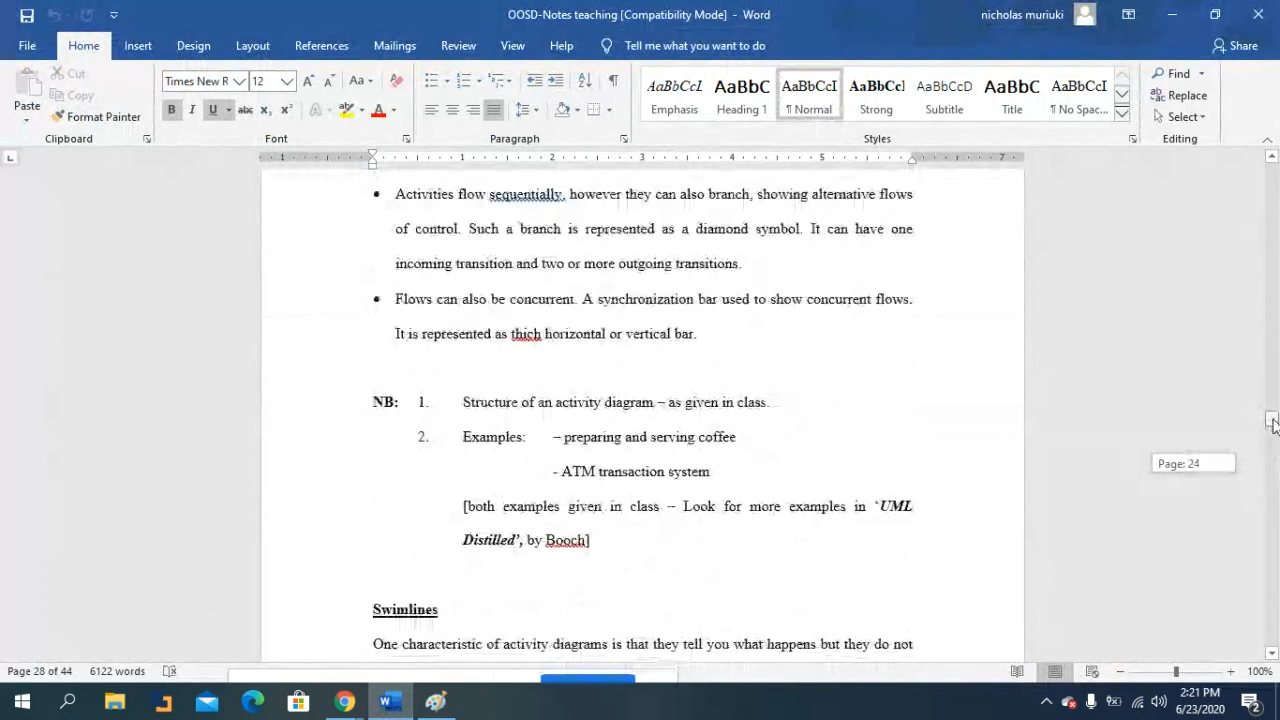 OOSD-Notes teaching [Compatibility Mode] - Word
nicholas muriuki
File Home Insert Design Layout References Mailings Review View Help Tell me what you want to do Share
Paste
Cut
Copy
Format Painter
Clipboard
Times New R 12
Font
Paragraph
AaBbCcI AaBbC AaBbCcI AaBbCcl AaBbCcD AaBbC AaBbCcI
Emphasis Heading 1 ¶ Normal Strong Subtitle Title ¶ No Spac...
Styles
Find
Replace
Select
Editing
1 1 2 3 4 5 7
• Activities flow sequentially, however they can also branch, showing alternative flows
of control. Such a branch is represented as a diamond symbol. It can have one
incoming transition and two or more outgoing transitions.
• Flows can also be concurrent. A synchronization bar used to show concurrent flows.
It is represented as thich horizontal or vertical bar.
NB: 1. Structure of an activity diagram – as given in class.
2. Examples: – preparing and serving coffee
- ATM transaction system
[both examples given in class – Look for more examples in `UML
Distilled’, by Booch]
Page: 24
Swimlines
One characteristic of activity diagrams is that they tell you what happens but they do not
Page 28 of 44 6122 words
100%
2:21 PM
6/23/2020
2